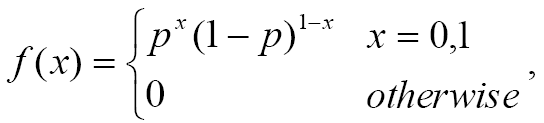 f(x) = { p^x (1 − p)^{1−x}   x = 0,1
0   otherwise ,